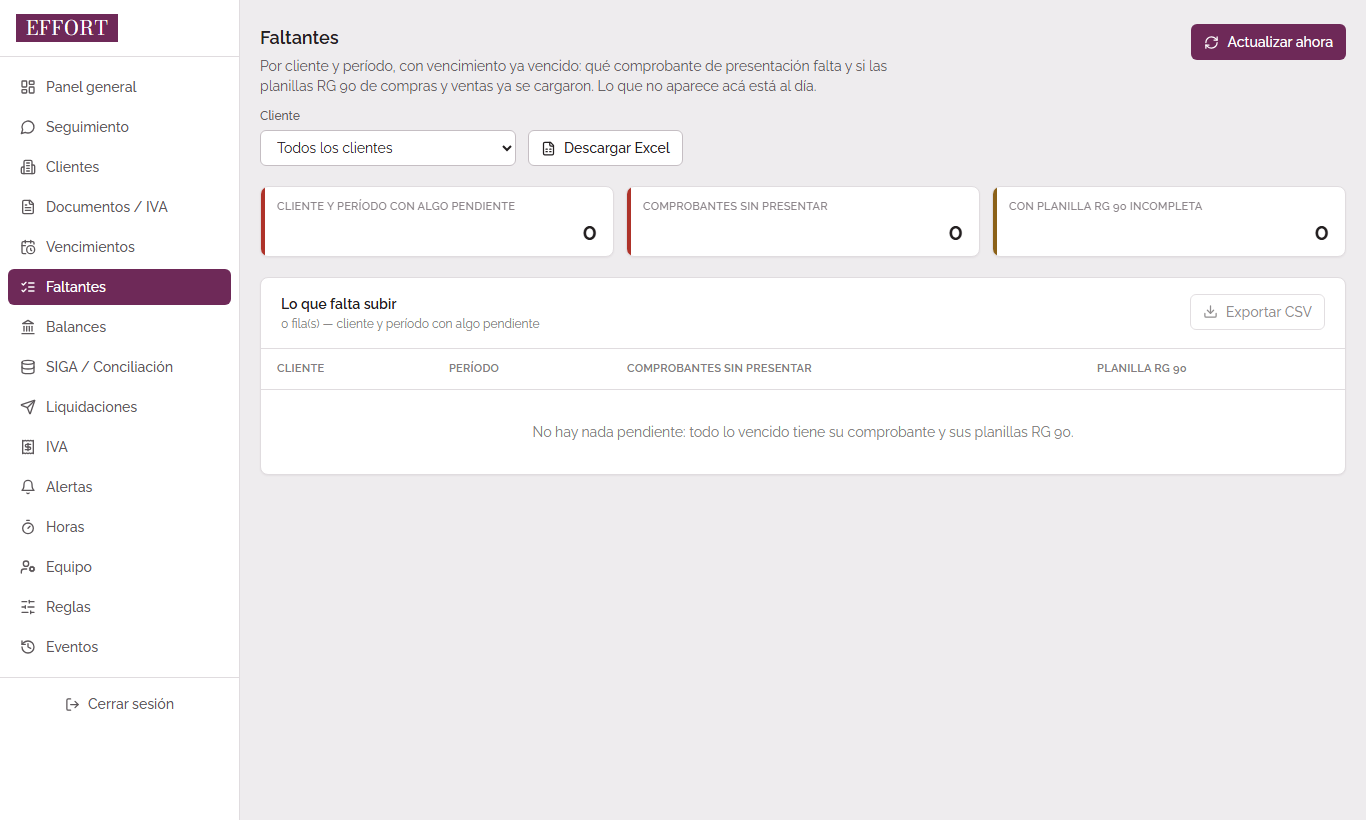 EFFORT
Panel general
Seguimiento
Clientes
Documentos / IVA
Vencimientos
Faltantes
Balances
SIGA / Conciliación
Liquidaciones
IVA
Alertas
Horas
Equipo
Reglas
Eventos
Cerrar sesión
Faltantes
Actualizar ahora
Por cliente y período, con vencimiento ya vencido: qué comprobante de presentación falta y si las
planillas RG 90 de compras y ventas ya se cargaron. Lo que no aparece acá está al día.
Cliente
Todos los clientes
Descargar Excel
CLIENTE Y PERÍODO CON ALGO PENDIENTE
0
COMPROBANTES SIN PRESENTAR
0
CON PLANILLA RG 90 INCOMPLETA
0
Lo que falta subir
0 fila(s) — cliente y período con algo pendiente
Exportar CSV
CLIENTE PERÍODO COMPROBANTES SIN PRESENTAR PLANILLA RG 90
No hay nada pendiente: todo lo vencido tiene su comprobante y sus planillas RG 90.